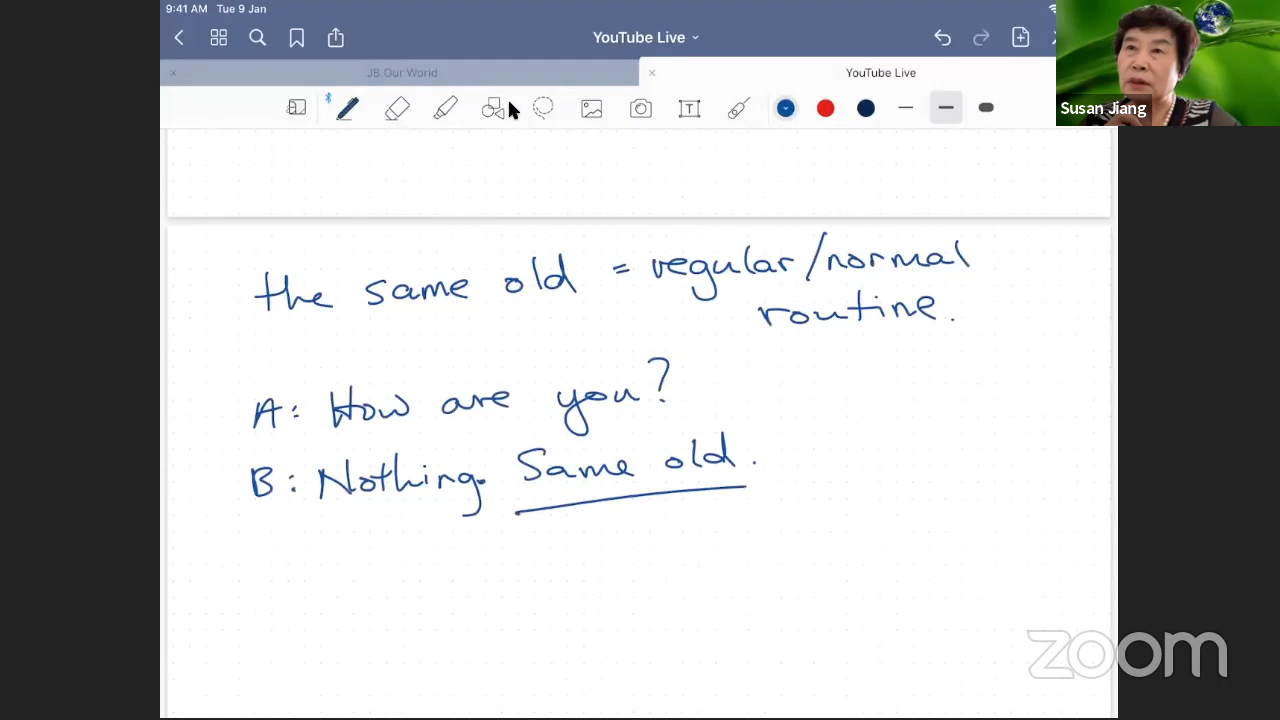 9:41 AM Tue 9 Jan
YouTube Live
JB Our World
YouTube Live
Susan Jiang
the same old = regular/normal
routine.
A: How are you?
B: Nothing. Same old.
zoom